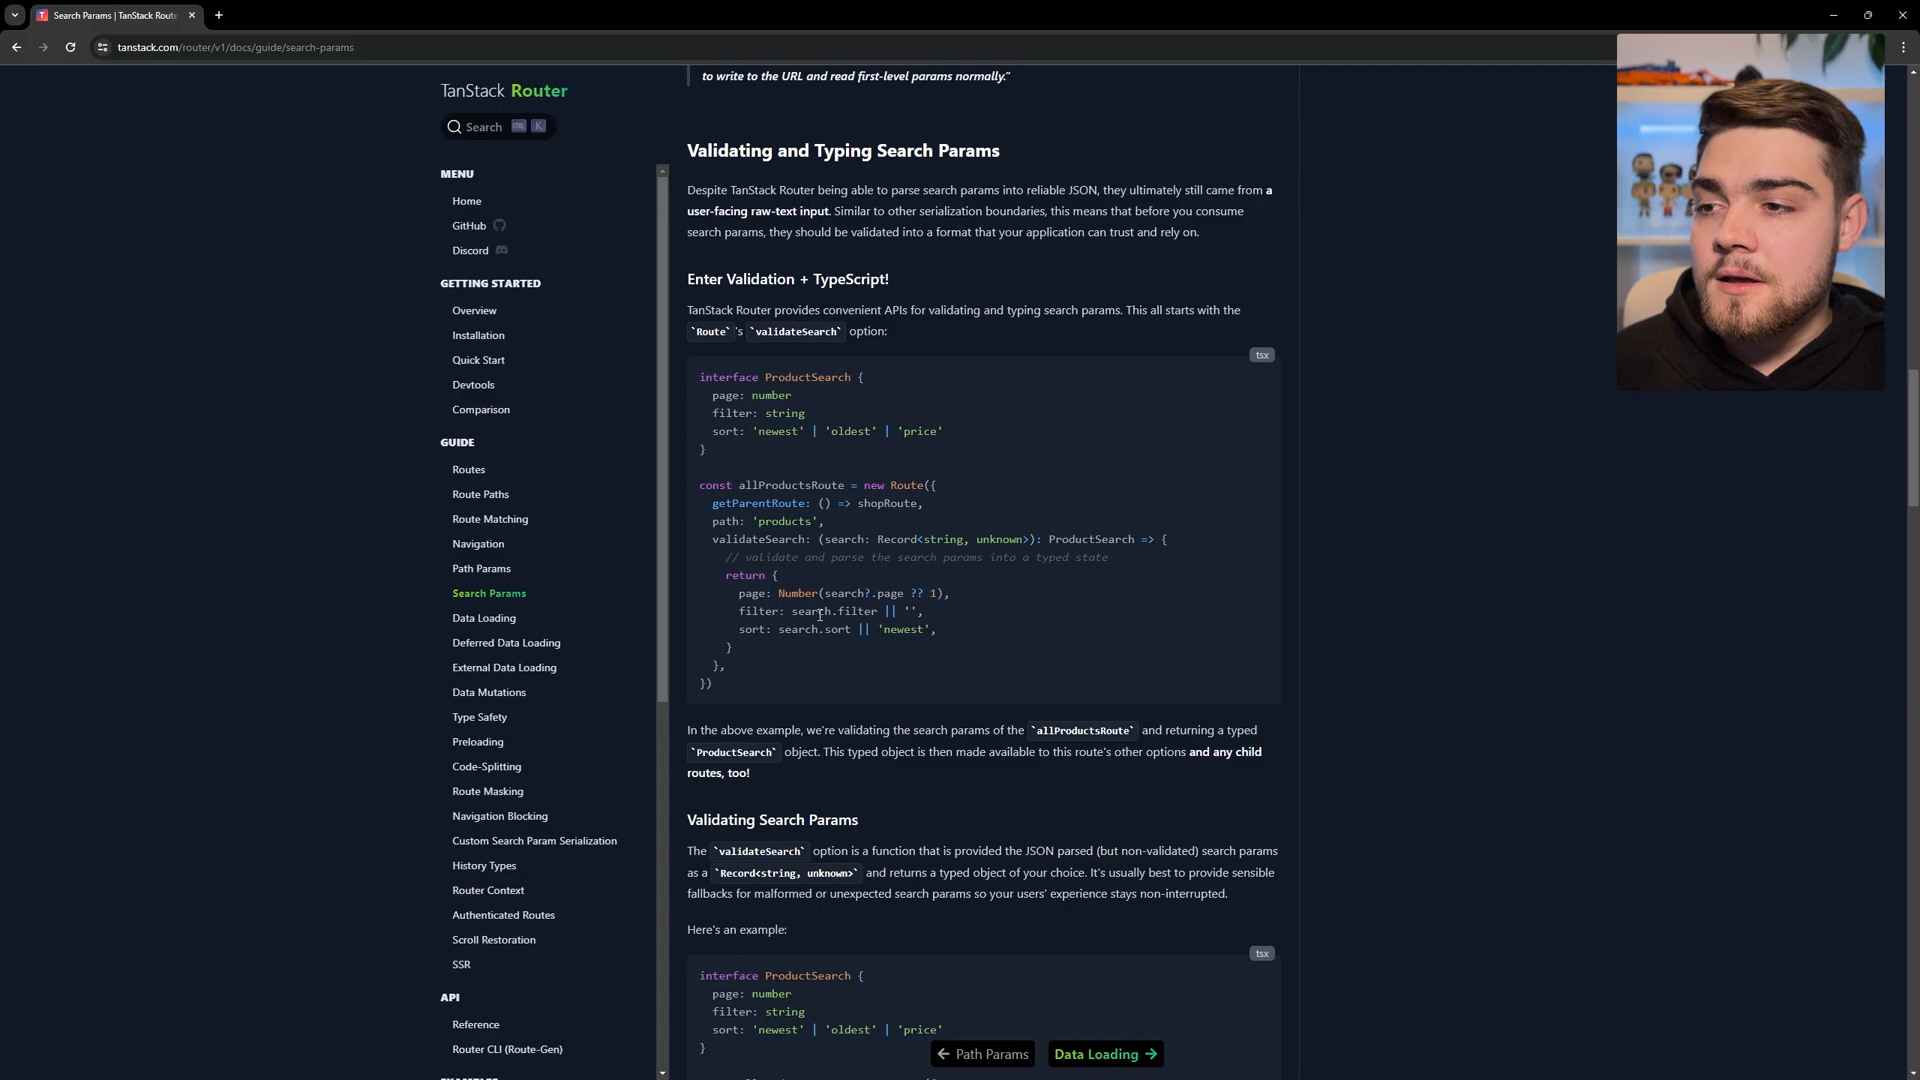 Search Params | TanStack Route
tanstack.com/router/v1/docs/guide/search-params
TanStack Router
Search CTRL K
MENU
Home
GitHub
Discord
GETTING STARTED
Overview
Installation
Quick Start
Devtools
Comparison
GUIDE
Routes
Route Paths
Route Matching
Navigation
Path Params
Search Params
Data Loading
Deferred Data Loading
External Data Loading
Data Mutations
Type Safety
Preloading
Code-Splitting
Route Masking
Navigation Blocking
Custom Search Param Serialization
History Types
Router Context
Authenticated Routes
Scroll Restoration
SSR
API
Reference
Router CLI (Route-Gen)
to write to the URL and read first-level params normally.”
Validating and Typing Search Params
Despite TanStack Router being able to parse search params into reliable JSON, they ultimately still came from a
user-facing raw-text input. Similar to other serialization boundaries, this means that before you consume
search params, they should be validated into a format that your application can trust and rely on.
Enter Validation + TypeScript!
TanStack Router provides convenient APIs for validating and typing search params. This all starts with the
`Route`'s `validateSearch` option:
tsx
interface ProductSearch {
page: number
filter: string
sort: 'newest' | 'oldest' | 'price'
}
const allProductsRoute = new Route({
getParentRoute: () => shopRoute,
path: 'products',
validateSearch: (search: Record<string, unknown>): ProductSearch => {
// validate and parse the search params into a typed state
return {
page: Number(search?.page ?? 1),
filter: search.filter || '',
sort: search.sort || 'newest',
}
},
})
In the above example, we're validating the search params of the `allProductsRoute` and returning a typed
`ProductSearch` object. This typed object is then made available to this route's other options and any child
routes, too!
Validating Search Params
The `validateSearch` option is a function that is provided the JSON parsed (but non-validated) search params
as a `Record<string, unknown>` and returns a typed object of your choice. It's usually best to provide sensible
fallbacks for malformed or unexpected search params so your users' experience stays non-interrupted.
Here's an example:
tsx
interface ProductSearch {
page: number
filter: string
sort: 'newest' | 'oldest' | 'price'
}
← Path Params
Data Loading →